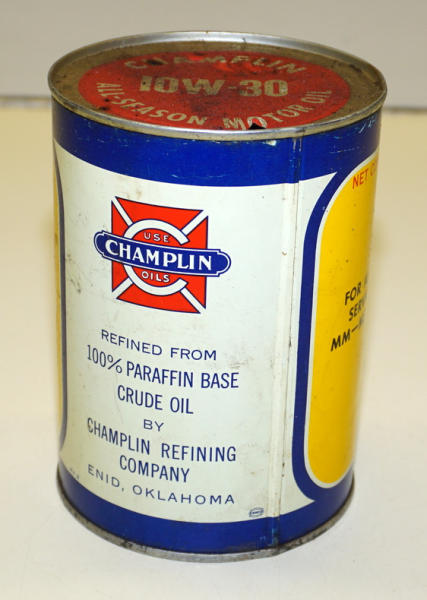 CHAMPLIN
10W-30
ALL-SEASON MOTOR OIL
USE
CHAMPLIN
OILS
REFINED FROM
100% PARAFFIN BASE
CRUDE OIL
BY
CHAMPLIN REFINING
COMPANY
ENID, OKLAHOMA
NET
FOR
MM